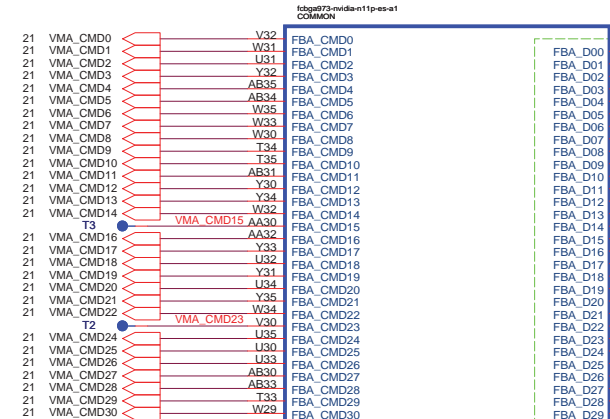 fcbga973-nvidia-n11p-es-a1
COMMON
21 VMA_CMD0 V32 FBA_CMD0
21 VMA_CMD1 W31 FBA_CMD1 FBA_D00
21 VMA_CMD2 U31 FBA_CMD2 FBA_D01
21 VMA_CMD3 Y32 FBA_CMD3 FBA_D02
21 VMA_CMD4 AB35 FBA_CMD4 FBA_D03
21 VMA_CMD5 AB34 FBA_CMD5 FBA_D04
21 VMA_CMD6 W35 FBA_CMD6 FBA_D05
21 VMA_CMD7 W33 FBA_CMD7 FBA_D06
21 VMA_CMD8 W30 FBA_CMD8 FBA_D07
21 VMA_CMD9 T34 FBA_CMD9 FBA_D08
21 VMA_CMD10 T35 FBA_CMD10 FBA_D09
21 VMA_CMD11 AB31 FBA_CMD11 FBA_D10
21 VMA_CMD12 Y30 FBA_CMD12 FBA_D11
21 VMA_CMD13 Y34 FBA_CMD13 FBA_D12
21 VMA_CMD14 W32 FBA_CMD14 FBA_D13
T3 VMA_CMD15 AA30 FBA_CMD15 FBA_D14
21 VMA_CMD16 AA32 FBA_CMD16 FBA_D15
21 VMA_CMD17 Y33 FBA_CMD17 FBA_D16
21 VMA_CMD18 U32 FBA_CMD18 FBA_D17
21 VMA_CMD19 Y31 FBA_CMD19 FBA_D18
21 VMA_CMD20 U34 FBA_CMD20 FBA_D19
21 VMA_CMD21 Y35 FBA_CMD21 FBA_D20
21 VMA_CMD22 W34 FBA_CMD22 FBA_D21
T2 VMA_CMD23 V30 FBA_CMD23 FBA_D22
21 VMA_CMD24 U35 FBA_CMD24 FBA_D23
21 VMA_CMD25 U30 FBA_CMD25 FBA_D24
21 VMA_CMD26 U33 FBA_CMD26 FBA_D25
21 VMA_CMD27 AB30 FBA_CMD27 FBA_D26
21 VMA_CMD28 AB33 FBA_CMD28 FBA_D27
21 VMA_CMD29 T33 FBA_CMD29 FBA_D28
21 VMA_CMD30 W29 FBA_CMD30 FBA_D29